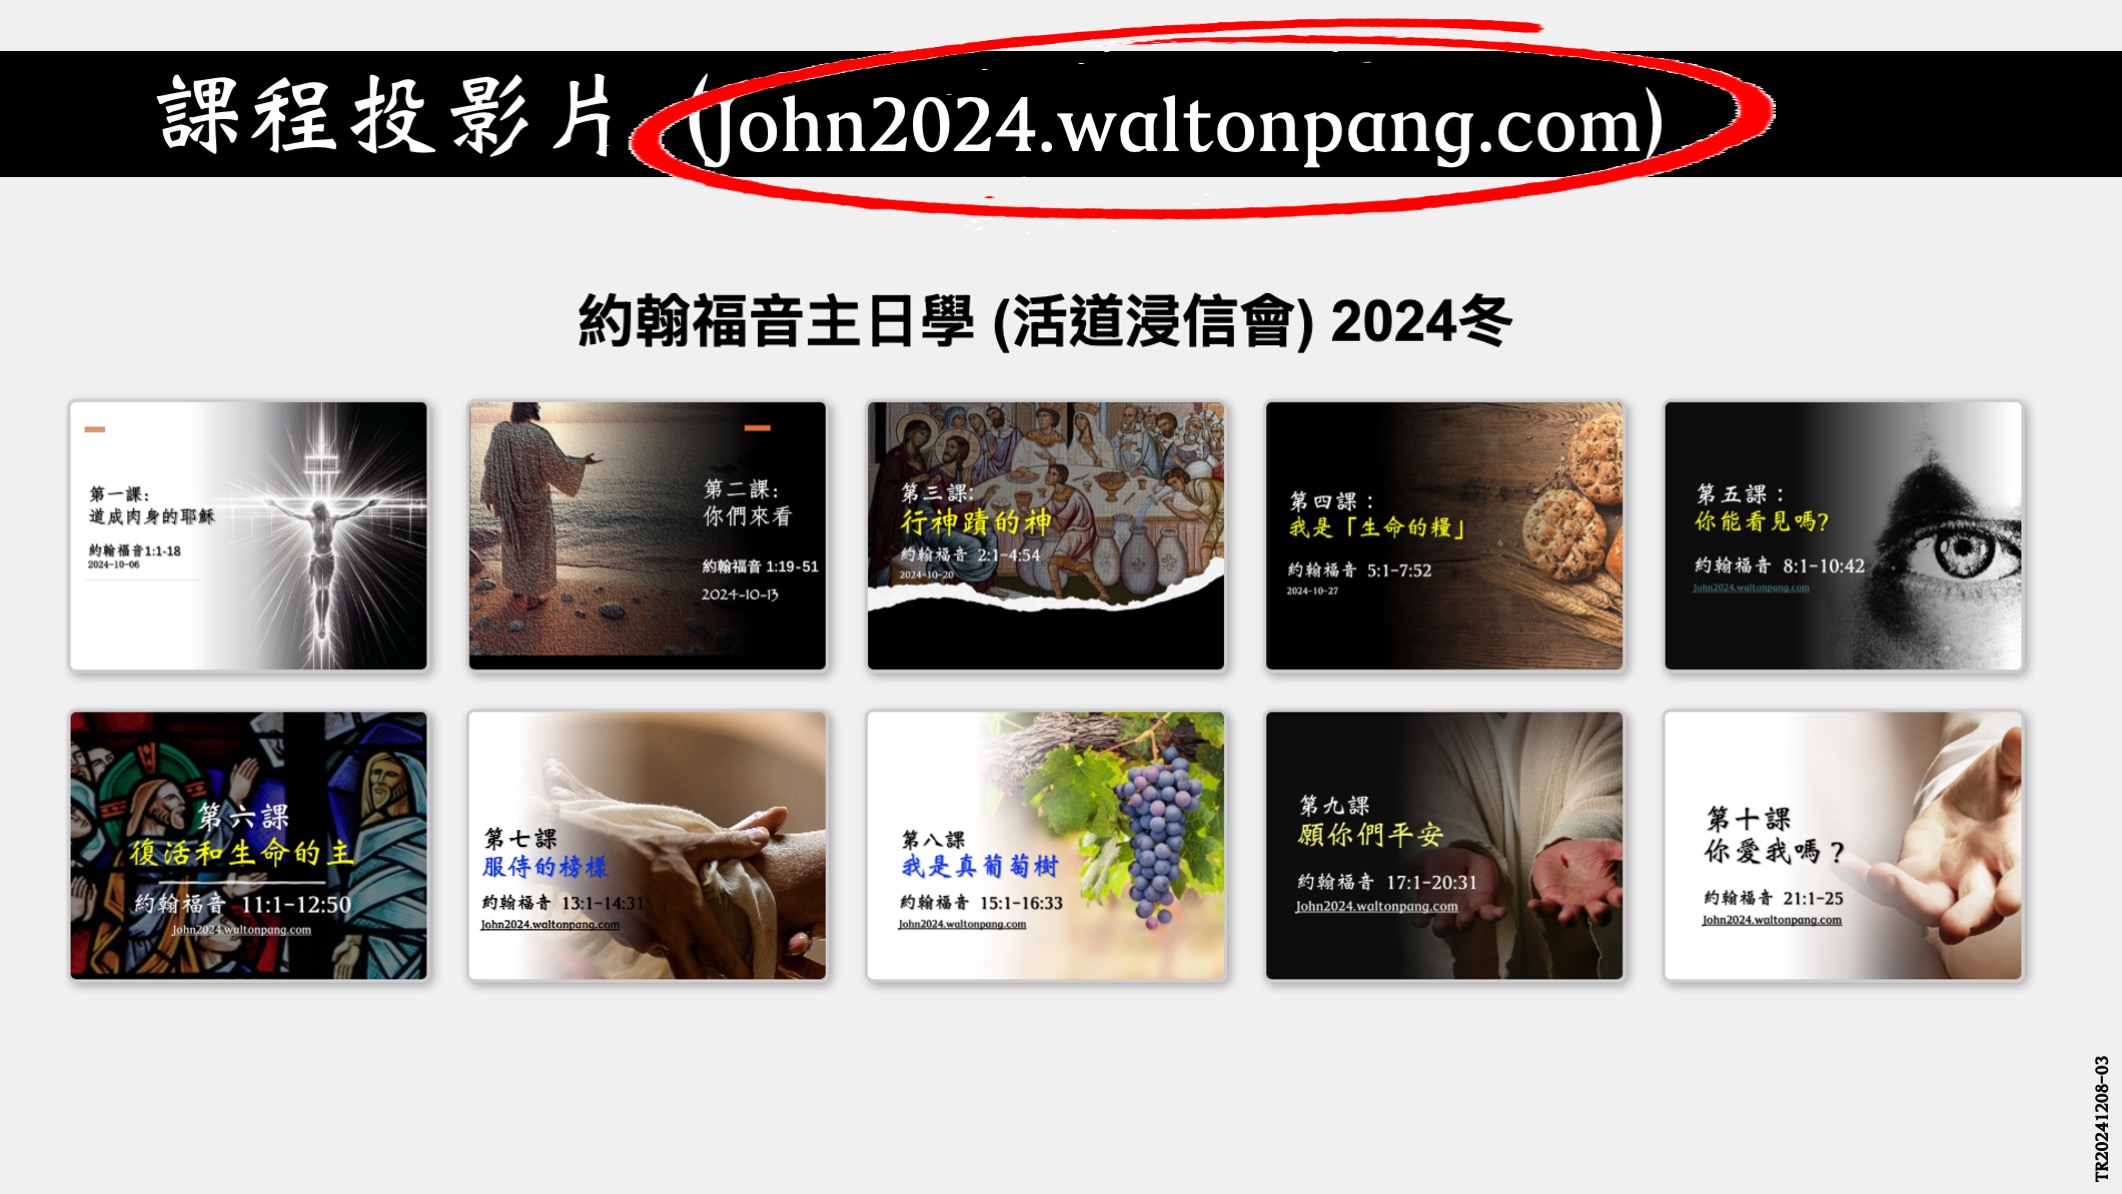 課程投影片 (John2024.waltonpang.com)
約翰福音主日學 (活道浸信會) 2024冬
第一課:
道成肉身的耶穌
約翰福音1:1-18
2024-10-06
第二課:
你們來看
約翰福音 1:19-51
2024-10-13
第三課:
行神蹟的神
約翰福音 2:1-4:54
2024-10-20
第四課：
我是「生命的糧」
約翰福音 5:1-7:52
2024-10-27
第五課：
你能看見嗎?
約翰福音 8:1-10:42
John2024.waltonpang.com
第六課
復活和生命的主
約翰福音 11:1-12:50
John2024.waltonpang.com
第七課
服侍的榜樣
約翰福音 13:1-14:31
John2024.waltonpang.com
第八課
我是真葡萄樹
約翰福音 15:1-16:33
John2024.waltonpang.com
第九課
願你們平安
約翰福音 17:1-20:31
John2024.waltonpang.com
第十課
你愛我嗎？
約翰福音 21:1-25
John2024.waltonpang.com
TR20241208-03